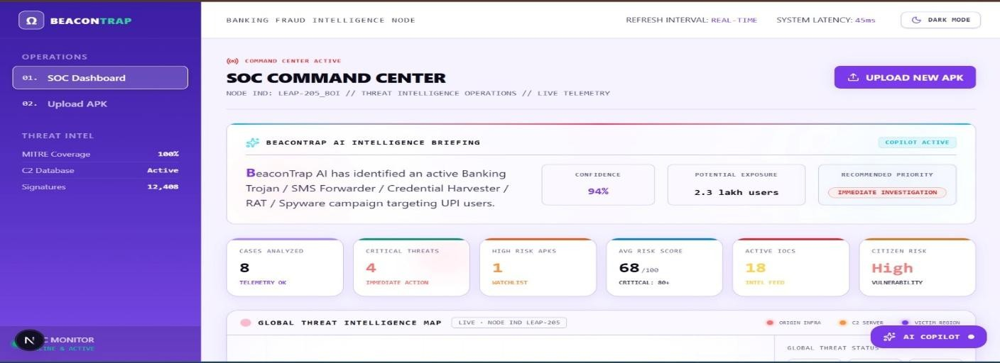 Ω BEACONTRAP
OPERATIONS
01. SOC Dashboard
02. Upload APK
THREAT INTEL
MITRE Coverage 100%
C2 Database Active
Signatures 12,408
N C MONITOR
INE & ACTIVE
BANKING FRAUD INTELLIGENCE NODE
REFRESH INTERVAL: REAL-TIME
SYSTEM LATENCY: 45ms
DARK MODE
COMMAND CENTER ACTIVE
SOC COMMAND CENTER
NODE IND: LEAP-205_BOI // THREAT INTELLIGENCE OPERATIONS // LIVE TELEMETRY
UPLOAD NEW APK
BEACONTRAP AI INTELLIGENCE BRIEFING
COPILOT ACTIVE
BeaconTrap AI has identified an active Banking
Trojan / SMS Forwarder / Credential Harvester /
RAT / Spyware campaign targeting UPI users.
CONFIDENCE
94%
POTENTIAL EXPOSURE
2.3 lakh users
RECOMMENDED PRIORITY
IMMEDIATE INVESTIGATION
CASES ANALYZED
8
TELEMETRY OK
CRITICAL THREATS
4
IMMEDIATE ACTION
HIGH RISK APKS
1
WATCHLIST
AVG RISK SCORE
68 /100
CRITICAL: 80+
ACTIVE IOCS
18
INTEL FEED
CITIZEN RISK
High
VULNERABILITY
GLOBAL THREAT INTELLIGENCE MAP
LIVE · NODE IND LEAP-205
ORIGIN INFRA
C2 SERVER
VICTIM REGION
AI COPILOT
GLOBAL THREAT STATUS